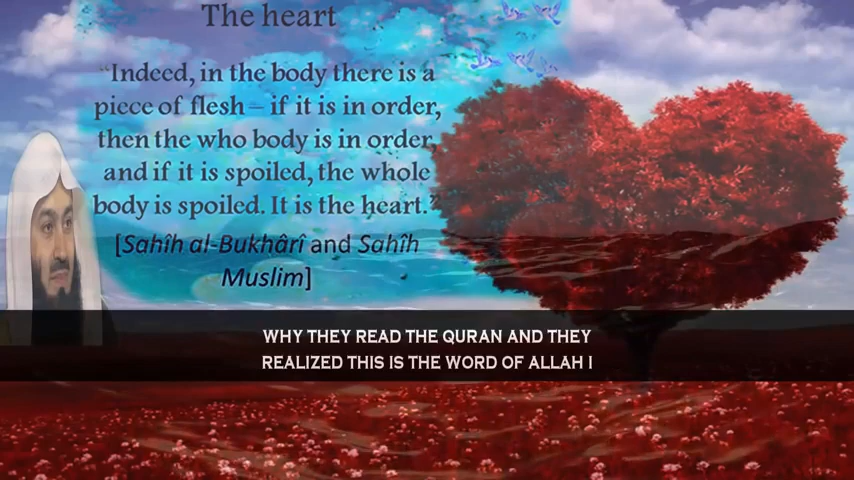 The heart
"Indeed, in the body there is a
piece of flesh – if it is in order,
then the who body is in order,
and if it is spoiled, the whole
body is spoiled. It is the heart."
[Sahîh al-Bukhârî and Sahîh
Muslim]
WHY THEY READ THE QURAN AND THEY
REALIZED THIS IS THE WORD OF ALLAH I